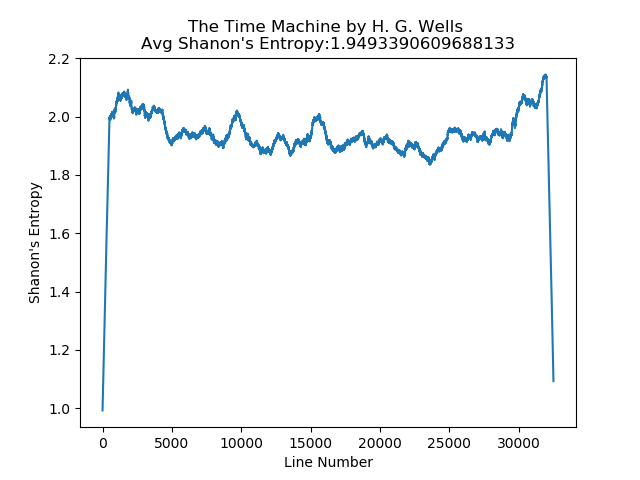 The Time Machine by H. G. Wells
Avg Shanon's Entropy:1.9493390609688133
2.2
2.0
1.8
1.6
1.4
1.2
1.0
Shanon's Entropy
0 5000 10000 15000 20000 25000 30000
Line Number